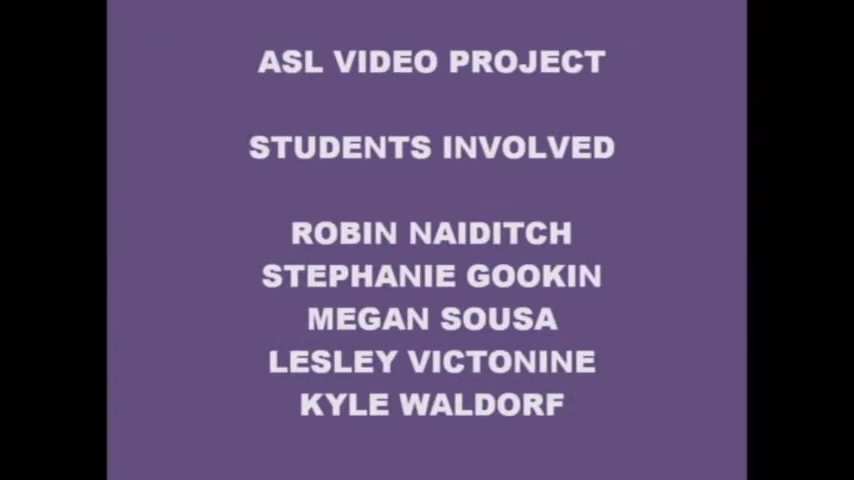 ASL VIDEO PROJECT
STUDENTS INVOLVED
ROBIN NAIDITCH
STEPHANIE GOOKIN
MEGAN SOUSA
LESLEY VICTONINE
KYLE WALDORF